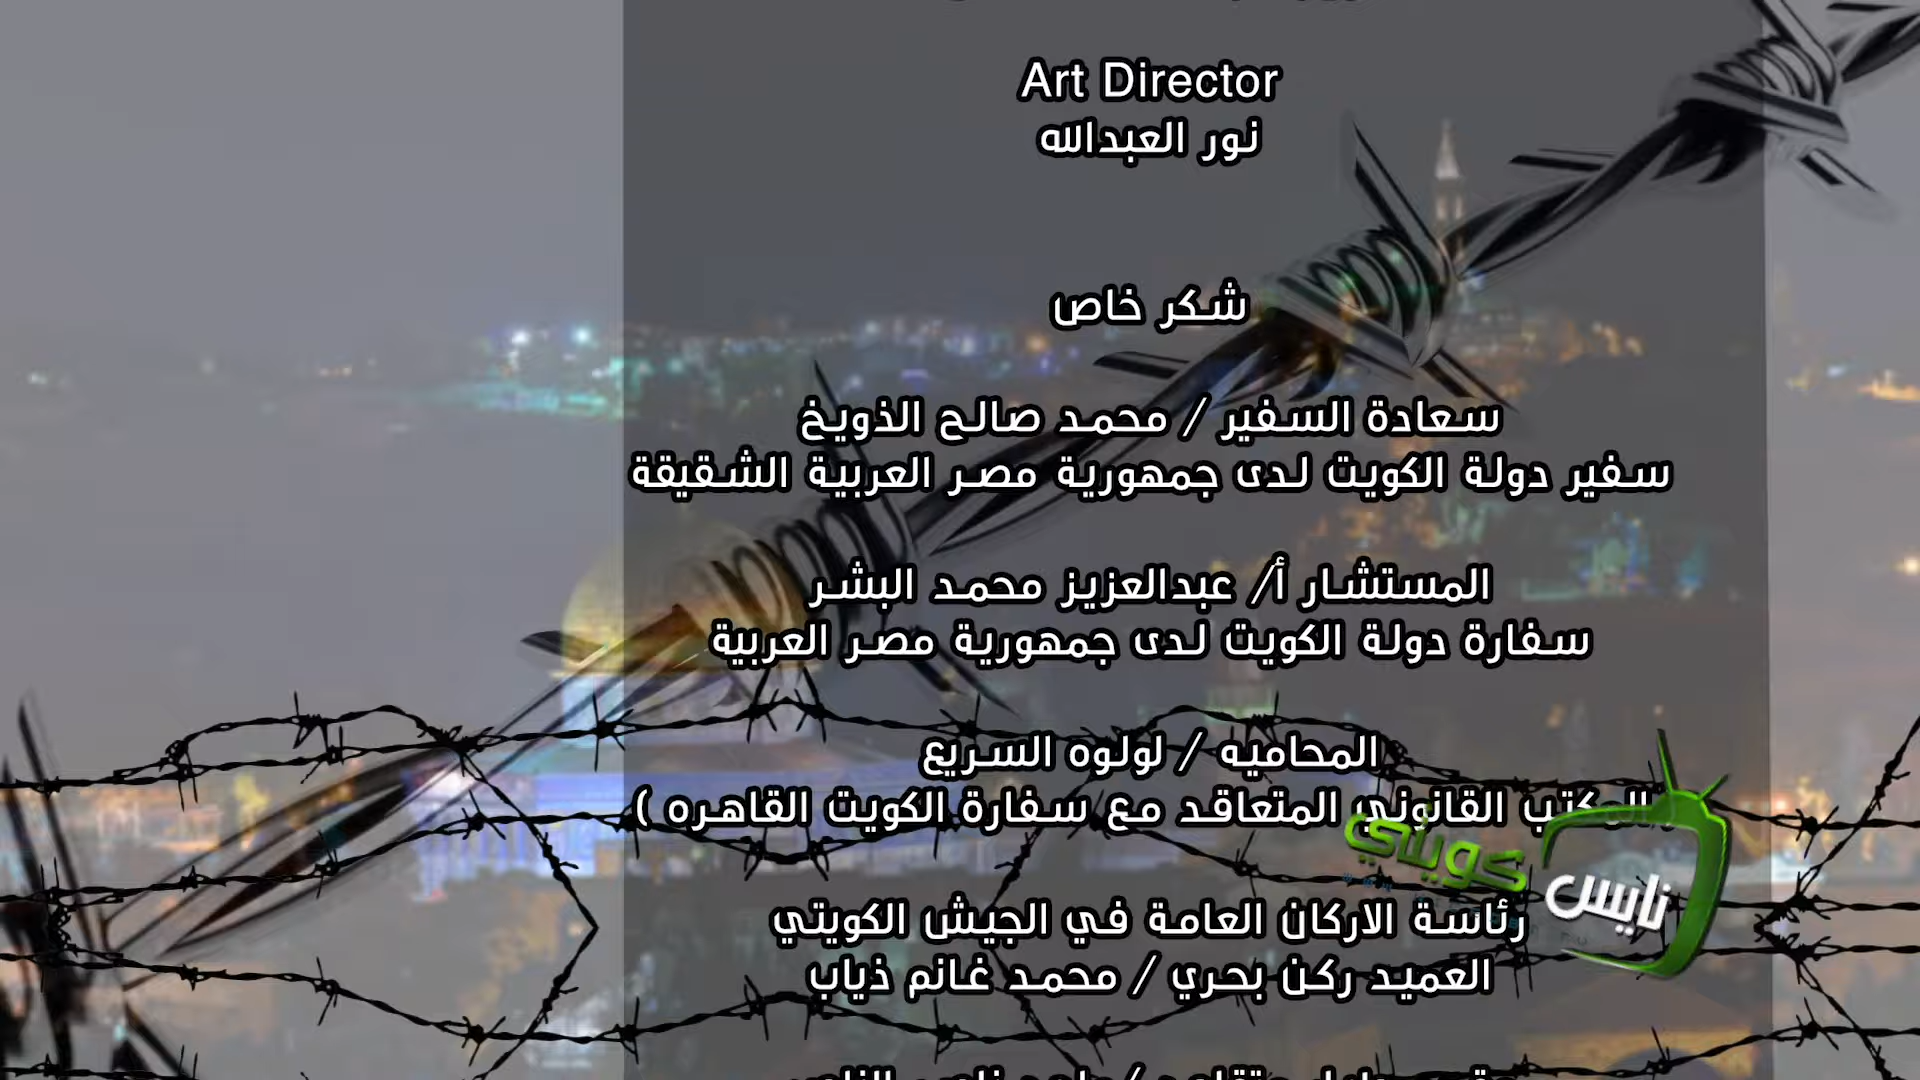 Art Director
نور العبدالله
شكر خاص
سعادة السفير / محمد صالح الذويخ
سفير دولة الكويت لدى جمهورية مصر العربية الشقيقة
المستشار أ/ عبدالعزيز محمد البشر
سفارة دولة الكويت لدى جمهورية مصر العربية
المحاميه / لولوه السريع
( المكتب القانوني المتعاقد مع سفارة الكويت القاهره )
رئاسة الاركان العامة في الجيش الكويتي
العميد ركن بحري / محمد غانم ذياب
نايس كويتي